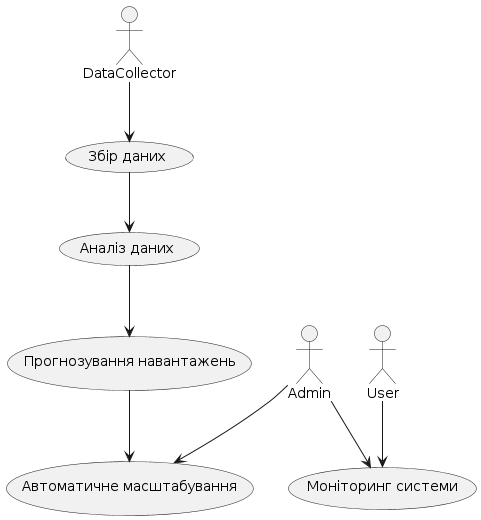 DataCollector
Збір даних
Аналіз даних
Прогнозування навантажень
Admin
User
Автоматичне масштабування
Моніторинг системи